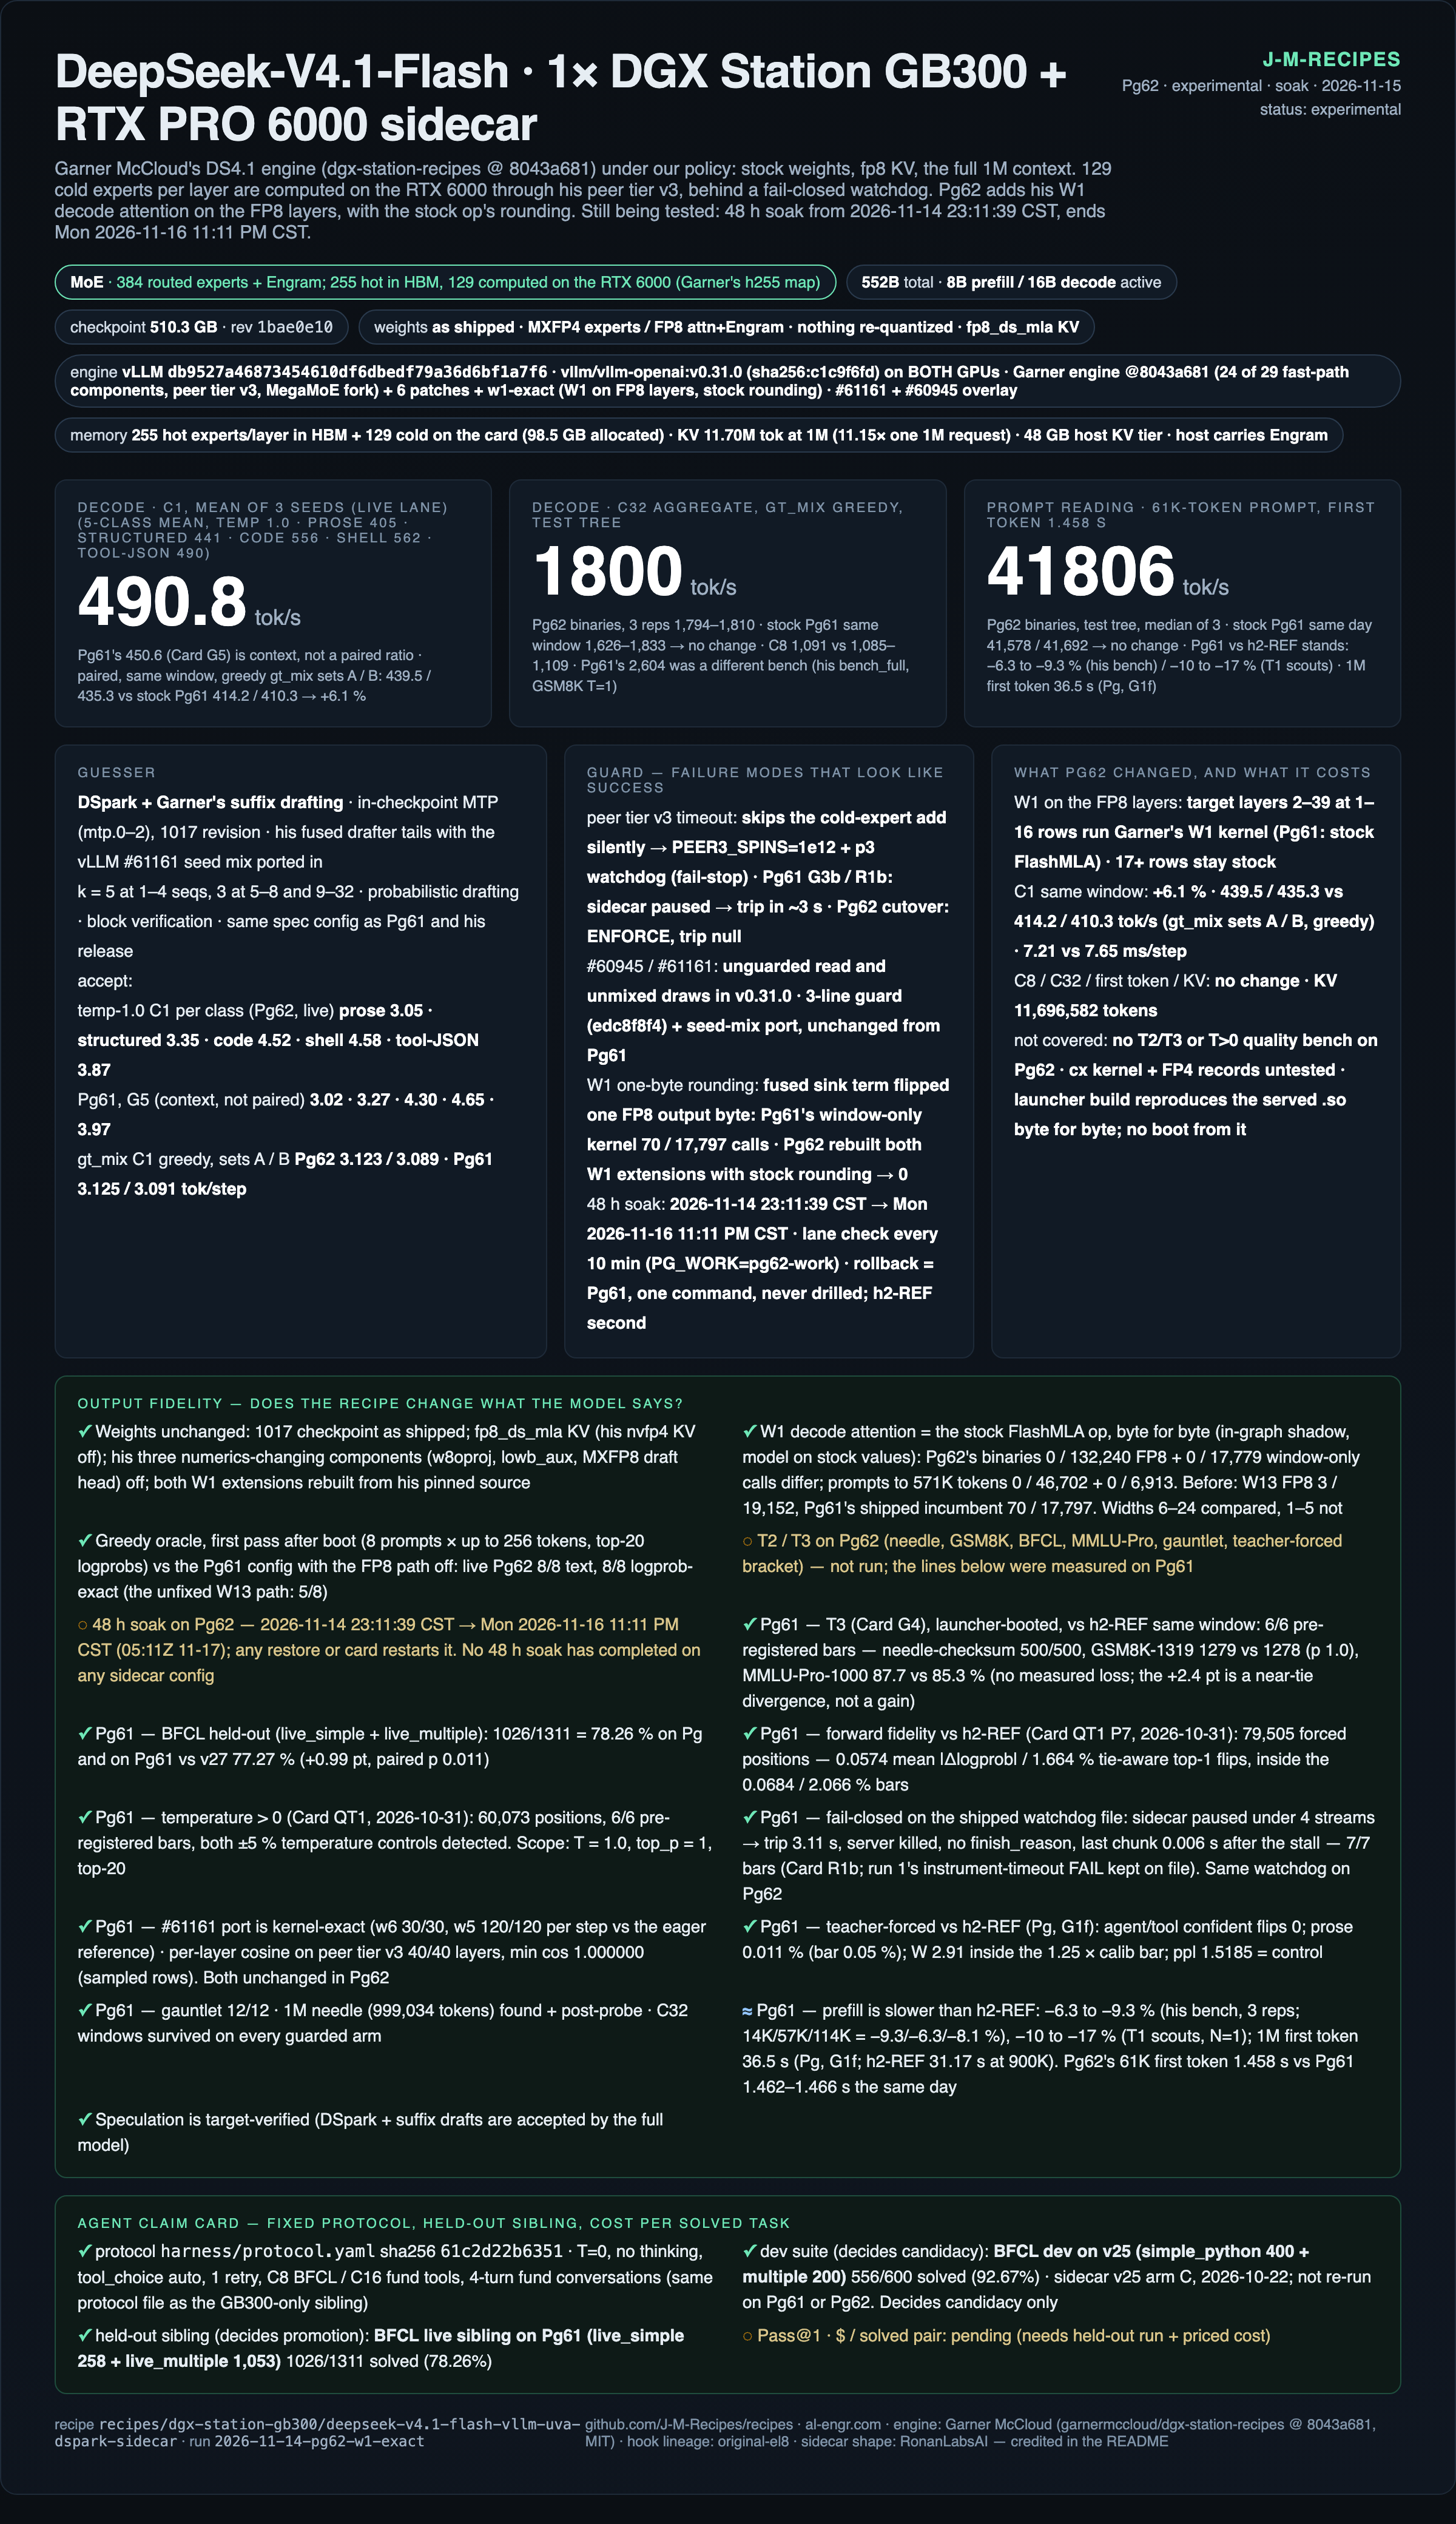 DeepSeek-V4.1-Flash · 1× DGX Station GB300 +
RTX PRO 6000 sidecar
J-M-RECIPES
Pg62 · experimental · soak · 2026-11-15
status: experimental
Garner McCloud's DS4.1 engine (dgx-station-recipes @ 8043a681) under our policy: stock weights, fp8 KV, the full 1M context. 129
cold experts per layer are computed on the RTX 6000 through his peer tier v3, behind a fail-closed watchdog. Pg62 adds his W1
decode attention on the FP8 layers, with the stock op's rounding. Still being tested: 48 h soak from 2026-11-14 23:11:39 CST, ends
Mon 2026-11-16 11:11 PM CST.
MoE · 384 routed experts + Engram; 255 hot in HBM, 129 computed on the RTX 6000 (Garner's h255 map)
552B total · 8B prefill / 16B decode active
checkpoint 510.3 GB · rev 1bae0e10
weights as shipped · MXFP4 experts / FP8 attn+Engram · nothing re-quantized · fp8_ds_mla KV
engine vLLM db9527a46873454610df6dbedf79a36d6bf1a7f6 · vllm/vllm-openai:v0.31.0 (sha256:c1c9f6fd) on BOTH GPUs · Garner engine @8043a681 (24 of 29 fast-path
components, peer tier v3, MegaMoE fork) + 6 patches + w1-exact (W1 on FP8 layers, stock rounding) · #61161 + #60945 overlay
memory 255 hot experts/layer in HBM + 129 cold on the card (98.5 GB allocated) · KV 11.70M tok at 1M (11.15× one 1M request) · 48 GB host KV tier · host carries Engram
DECODE · C1, MEAN OF 3 SEEDS (LIVE LANE)
(5-CLASS MEAN, TEMP 1.0 · PROSE 405 ·
STRUCTURED 441 · CODE 556 · SHELL 562 ·
TOOL-JSON 490)
490.8 tok/s
Pg61's 450.6 (Card G5) is context, not a paired ratio ·
paired, same window, greedy gt_mix sets A / B: 439.5 /
435.3 vs stock Pg61 414.2 / 410.3 → +6.1 %
DECODE · C32 AGGREGATE, GT_MIX GREEDY,
TEST TREE
1800 tok/s
Pg62 binaries, 3 reps 1,794–1,810 · stock Pg61 same
window 1,626–1,833 → no change · C8 1,091 vs 1,085–
1,109 · Pg61's 2,604 was a different bench (his bench_full,
GSM8K T=1)
PROMPT READING · 61K-TOKEN PROMPT, FIRST
TOKEN 1.458 S
41806 tok/s
Pg62 binaries, test tree, median of 3 · stock Pg61 same day
41,578 / 41,692 → no change · Pg61 vs h2-REF stands:
−6.3 to −9.3 % (his bench) / −10 to −17 % (T1 scouts) · 1M
first token 36.5 s (Pg, G1f)
GUESSER
DSpark + Garner's suffix drafting · in-checkpoint MTP
(mtp.0–2), 1017 revision · his fused drafter tails with the
vLLM #61161 seed mix ported in
k = 5 at 1–4 seqs, 3 at 5–8 and 9–32 · probabilistic drafting
· block verification · same spec config as Pg61 and his
release
accept:
temp-1.0 C1 per class (Pg62, live) prose 3.05 ·
structured 3.35 · code 4.52 · shell 4.58 · tool-JSON
3.87
Pg61, G5 (context, not paired) 3.02 · 3.27 · 4.30 · 4.65 ·
3.97
gt_mix C1 greedy, sets A / B Pg62 3.123 / 3.089 · Pg61
3.125 / 3.091 tok/step
GUARD — FAILURE MODES THAT LOOK LIKE
SUCCESS
peer tier v3 timeout: skips the cold-expert add
silently → PEER3_SPINS=1e12 + p3
watchdog (fail-stop) · Pg61 G3b / R1b:
sidecar paused → trip in ~3 s · Pg62 cutover:
ENFORCE, trip null
#60945 / #61161: unguarded read and
unmixed draws in v0.31.0 · 3-line guard
(edc8f8f4) + seed-mix port, unchanged from
Pg61
W1 one-byte rounding: fused sink term flipped
one FP8 output byte: Pg61's window-only
kernel 70 / 17,797 calls · Pg62 rebuilt both
W1 extensions with stock rounding → 0
48 h soak: 2026-11-14 23:11:39 CST → Mon
2026-11-16 11:11 PM CST · lane check every
10 min (PG_WORK=pg62-work) · rollback =
Pg61, one command, never drilled; h2-REF
second
WHAT PG62 CHANGED, AND WHAT IT COSTS
W1 on the FP8 layers: target layers 2–39 at 1–
16 rows run Garner's W1 kernel (Pg61: stock
FlashMLA) · 17+ rows stay stock
C1 same window: +6.1 % · 439.5 / 435.3 vs
414.2 / 410.3 tok/s (gt_mix sets A / B, greedy)
· 7.21 vs 7.65 ms/step
C8 / C32 / first token / KV: no change · KV
11,696,582 tokens
not covered: no T2/T3 or T>0 quality bench on
Pg62 · cx kernel + FP4 records untested ·
launcher build reproduces the served .so
byte for byte; no boot from it
OUTPUT FIDELITY — DOES THE RECIPE CHANGE WHAT THE MODEL SAYS?
✓ Weights unchanged: 1017 checkpoint as shipped; fp8_ds_mla KV (his nvfp4 KV
off); his three numerics-changing components (w8oproj, lowb_aux, MXFP8 draft
head) off; both W1 extensions rebuilt from his pinned source
✓ W1 decode attention = the stock FlashMLA op, byte for byte (in-graph shadow,
model on stock values): Pg62's binaries 0 / 132,240 FP8 + 0 / 17,779 window-only
calls differ; prompts to 571K tokens 0 / 46,702 + 0 / 6,913. Before: W13 FP8 3 /
19,152, Pg61's shipped incumbent 70 / 17,797. Widths 6–24 compared, 1–5 not
✓ Greedy oracle, first pass after boot (8 prompts × up to 256 tokens, top-20
logprobs) vs the Pg61 config with the FP8 path off: live Pg62 8/8 text, 8/8 logprob-
exact (the unfixed W13 path: 5/8)
○ T2 / T3 on Pg62 (needle, GSM8K, BFCL, MMLU-Pro, gauntlet, teacher-forced
bracket) — not run; the lines below were measured on Pg61
○ 48 h soak on Pg62 — 2026-11-14 23:11:39 CST → Mon 2026-11-16 11:11 PM
CST (05:11Z 11-17); any restore or card restarts it. No 48 h soak has completed on
any sidecar config
✓ Pg61 — T3 (Card G4), launcher-booted, vs h2-REF same window: 6/6 pre-
registered bars — needle-checksum 500/500, GSM8K-1319 1279 vs 1278 (p 1.0),
MMLU-Pro-1000 87.7 vs 85.3 % (no measured loss; the +2.4 pt is a near-tie
divergence, not a gain)
✓ Pg61 — BFCL held-out (live_simple + live_multiple): 1026/1311 = 78.26 % on Pg
and on Pg61 vs v27 77.27 % (+0.99 pt, paired p 0.011)
✓ Pg61 — forward fidelity vs h2-REF (Card QT1 P7, 2026-10-31): 79,505 forced
positions — 0.0574 mean |Δlogprob| / 1.664 % tie-aware top-1 flips, inside the
0.0684 / 2.066 % bars
✓ Pg61 — temperature > 0 (Card QT1, 2026-10-31): 60,073 positions, 6/6 pre-
registered bars, both ±5 % temperature controls detected. Scope: T = 1.0, top_p = 1,
top-20
✓ Pg61 — fail-closed on the shipped watchdog file: sidecar paused under 4 streams
→ trip 3.11 s, server killed, no finish_reason, last chunk 0.006 s after the stall — 7/7
bars (Card R1b; run 1's instrument-timeout FAIL kept on file). Same watchdog on
Pg62
✓ Pg61 — #61161 port is kernel-exact (w6 30/30, w5 120/120 per step vs the eager
reference) · per-layer cosine on peer tier v3 40/40 layers, min cos 1.000000
(sampled rows). Both unchanged in Pg62
✓ Pg61 — teacher-forced vs h2-REF (Pg, G1f): agent/tool confident flips 0; prose
0.011 % (bar 0.05 %); W 2.91 inside the 1.25 × calib bar; ppl 1.5185 = control
✓ Pg61 — gauntlet 12/12 · 1M needle (999,034 tokens) found + post-probe · C32
windows survived on every guarded arm
≈ Pg61 — prefill is slower than h2-REF: −6.3 to −9.3 % (his bench, 3 reps;
14K/57K/114K = −9.3/−6.3/−8.1 %), −10 to −17 % (T1 scouts, N=1); 1M first token
36.5 s (Pg, G1f; h2-REF 31.17 s at 900K). Pg62's 61K first token 1.458 s vs Pg61
1.462–1.466 s the same day
✓ Speculation is target-verified (DSpark + suffix drafts are accepted by the full
model)
AGENT CLAIM CARD — FIXED PROTOCOL, HELD-OUT SIBLING, COST PER SOLVED TASK
✓ protocol harness/protocol.yaml sha256 61c2d22b6351 · T=0, no thinking,
tool_choice auto, 1 retry, C8 BFCL / C16 fund tools, 4-turn fund conversations (same
protocol file as the GB300-only sibling)
✓ dev suite (decides candidacy): BFCL dev on v25 (simple_python 400 +
multiple 200) 556/600 solved (92.67%) · sidecar v25 arm C, 2026-10-22; not re-run
on Pg61 or Pg62. Decides candidacy only
✓ held-out sibling (decides promotion): BFCL live sibling on Pg61 (live_simple
258 + live_multiple 1,053) 1026/1311 solved (78.26%)
○ Pass@1 · $ / solved pair: pending (needs held-out run + priced cost)
recipe recipes/dgx-station-gb300/deepseek-v4.1-flash-vllm-uva-
dspark-sidecar · run 2026-11-14-pg62-w1-exact
github.com/J-M-Recipes/recipes · al-engr.com · engine: Garner McCloud (garnermccloud/dgx-station-recipes @ 8043a681,
MIT) · hook lineage: original-el8 · sidecar shape: RonanLabsAI — credited in the README